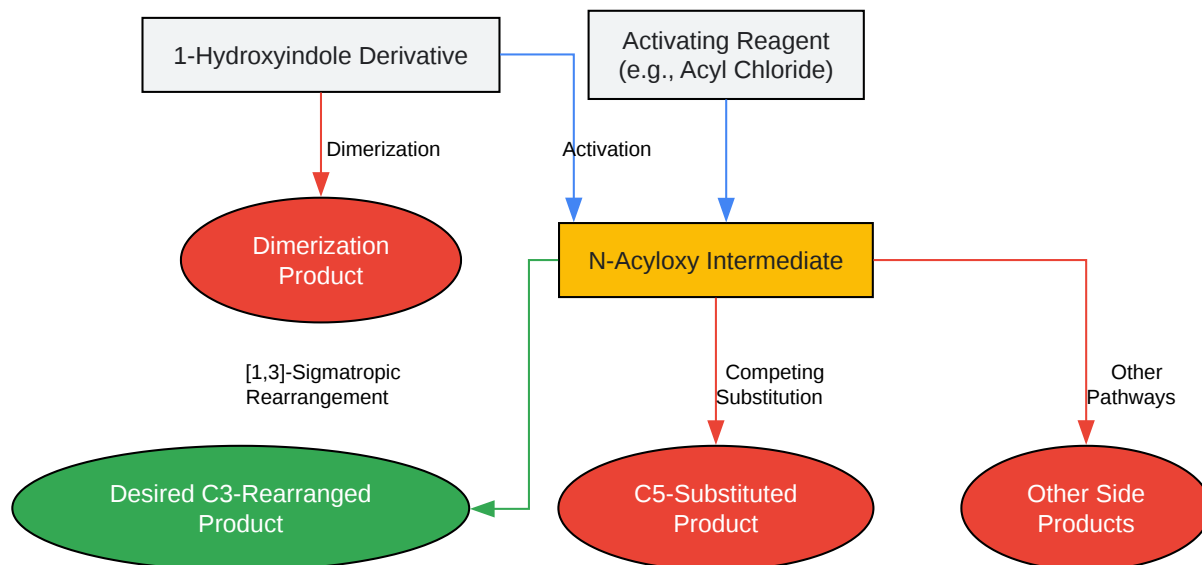 1-Hydroxyindole Derivative
Activating Reagent
(e.g., Acyl Chloride)
Dimerization
Activation
Dimerization
Product
N-Acyloxy Intermediate
[1,3]-Sigmatropic
Rearrangement
Competing
Substitution
Other
Pathways
Desired C3-Rearranged
Product
C5-Substituted
Product
Other Side
Products